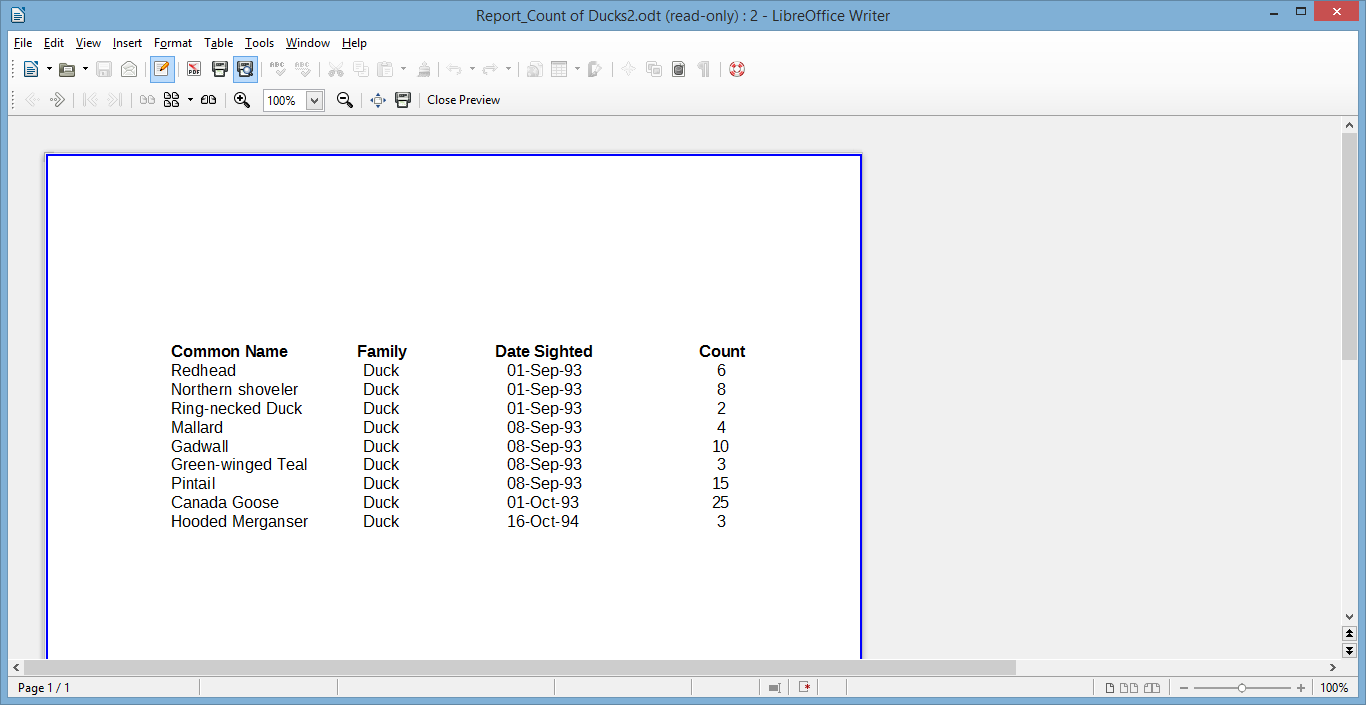 Report_Count of Ducks2.odt (read-only) : 2 - LibreOffice Writer
File Edit View Insert Format Table Tools Window Help
PDF ABC ABC
100% Close Preview
Common Name Family Date Sighted Count
Redhead Duck 01-Sep-93 6
Northern shoveler Duck 01-Sep-93 8
Ring-necked Duck Duck 01-Sep-93 2
Mallard Duck 08-Sep-93 4
Gadwall Duck 08-Sep-93 10
Green-winged Teal Duck 08-Sep-93 3
Pintail Duck 08-Sep-93 15
Canada Goose Duck 01-Oct-93 25
Hooded Merganser Duck 16-Oct-94 3
Page 1 / 1 100%